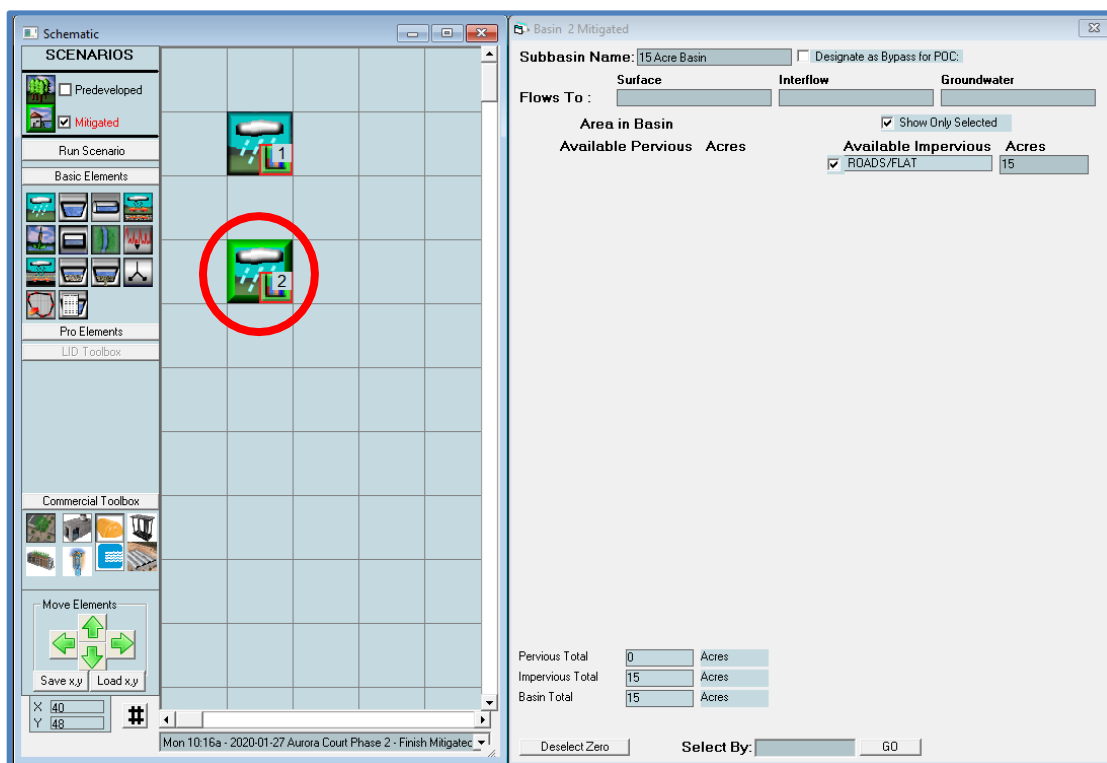 Schematic
SCENARIOS
Predeveloped
Mitigated
Run Scenario
Basic Elements
Pro Elements
LID Toolbox
Commercial Toolbox
Move Elements
Save x,y Load x,y
X 40
Y 48
#
1
2
Mon 10:16a - 2020-01-27 Aurora Court Phase 2 - Finish Mitigatec
Basin 2 Mitigated
Subbasin Name: 15 Acre Basin Designate as Bypass for POC:
Surface Interflow Groundwater
Flows To :
Area in Basin Show Only Selected
Available Pervious Acres Available Impervious Acres
ROADS/FLAT 15
Pervious Total 0 Acres
Impervious Total 15 Acres
Basin Total 15 Acres
Deselect Zero Select By: GO